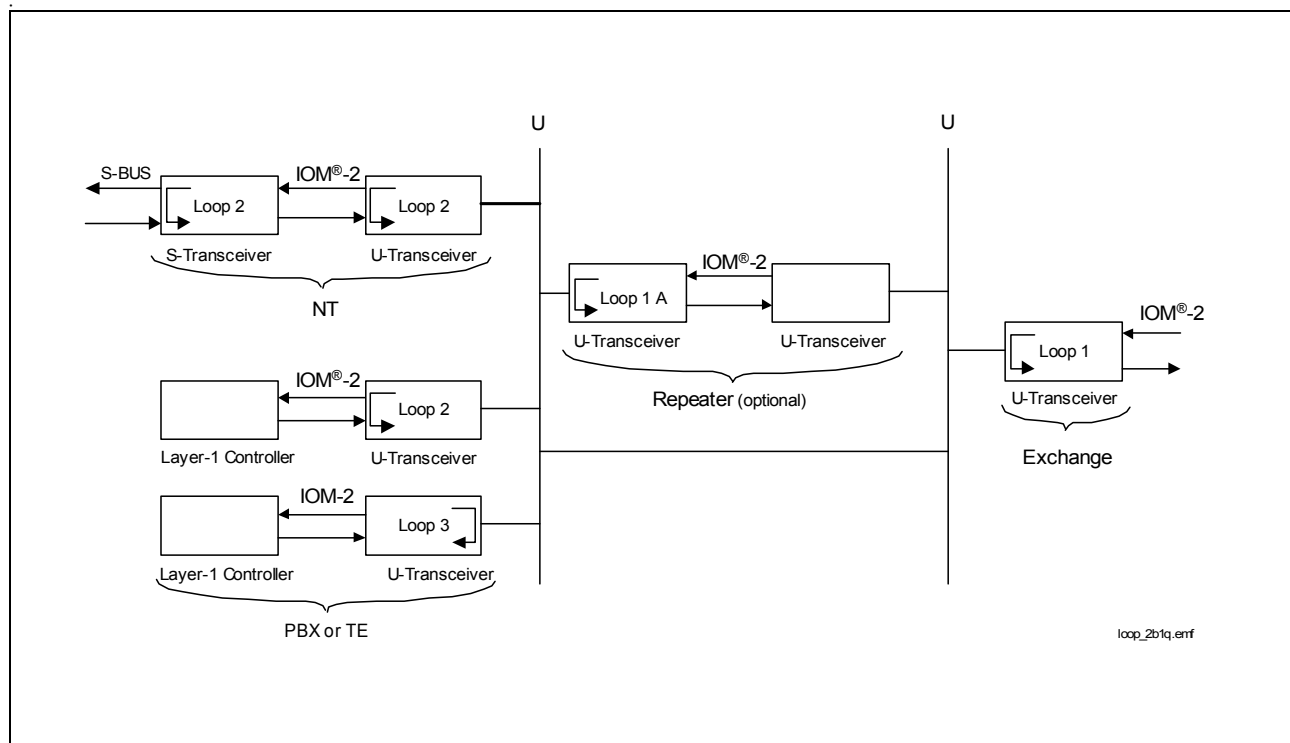 .
U
U
S-BUS
IOM®-2
Loop 2
Loop 2
S-Transceiver
U-Transceiver
NT
IOM®-2
Loop 1 A
U-Transceiver
U-Transceiver
Repeater (optional)
IOM®-2
Loop 1
U-Transceiver
Exchange
IOM®-2
Loop 2
Layer-1 Controller
U-Transceiver
IOM-2
Loop 3
Layer-1 Controller
U-Transceiver
PBX or TE
loop_2b1q.emf